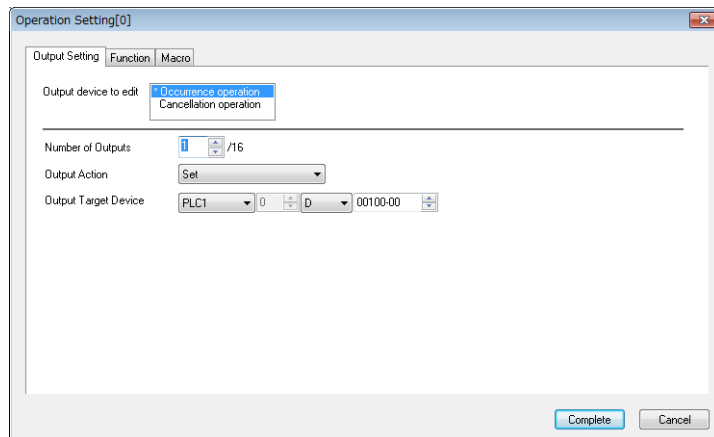 Operation Setting[0]
Output Setting Function Macro
Output device to edit
* Occurrence operation
Cancellation operation
Number of Outputs 1 /16
Output Action Set
Output Target Device PLC1 0 D 00100-00
Complete Cancel